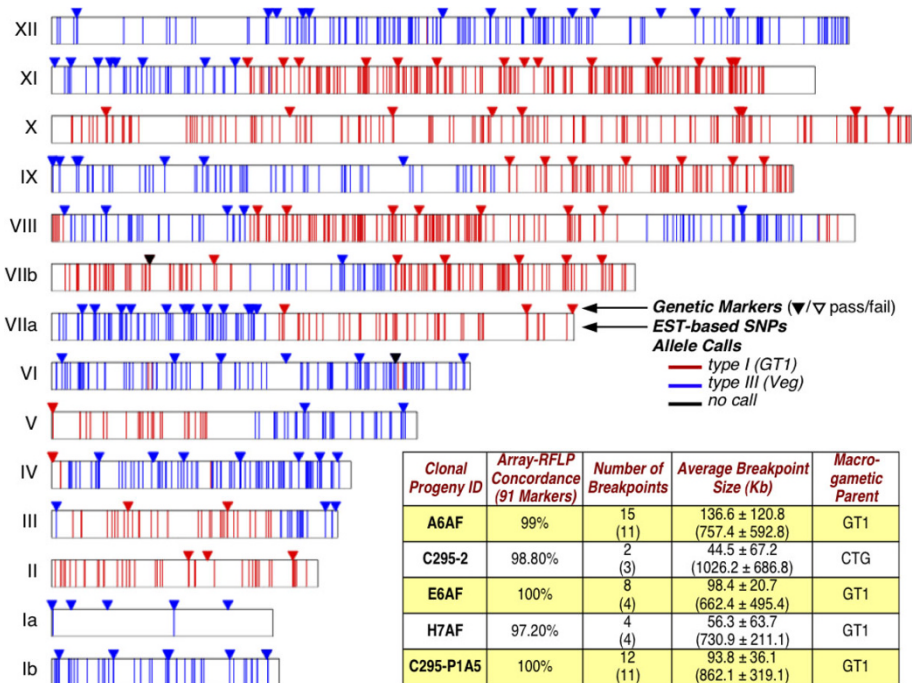 XII
XI
X
IX
VIII
VIIb
VIIa
VI
V
IV
III
II
Ia
Ib
Genetic Markers (▼/▽ pass/fail)
EST-based SNPs
Allele Calls
type I (GT1)
type III (Veg)
no call
Clonal Progeny ID | Array-RFLP Concordance (91 Markers) | Number of Breakpoints | Average Breakpoint Size (Kb) | Macro-gametic Parent
A6AF | 99% | 15 (11) | 136.6 ± 120.8 (757.4 ± 592.8) | GT1
C295-2 | 98.80% | 2 (3) | 44.5 ± 67.2 (1026.2 ± 686.8) | CTG
E6AF | 100% | 8 (4) | 98.4 ± 20.7 (662.4 ± 495.4) | GT1
H7AF | 97.20% | 4 (4) | 56.3 ± 63.7 (730.9 ± 211.1) | GT1
C295-P1A5 | 100% | 12 (11) | 93.8 ± 36.1 (862.1 ± 319.1) | GT1